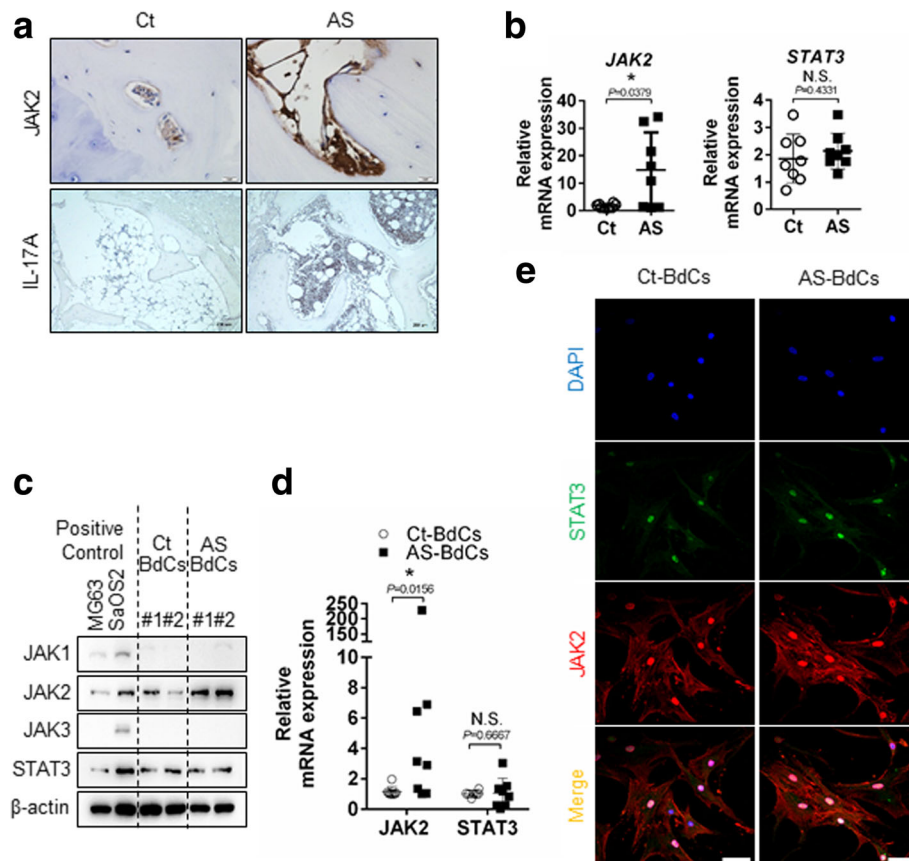 a
Ct
AS
JAK2
IL-17A
b
JAK2
*
P=0.0379
Relative
mRNA expression
40
30
20
10
0
Ct
AS
STAT3
N.S.
P=0.4331
Relative
mRNA expression
5
4
3
2
1
0
Ct
AS
c
Positive
Control
Ct
BdCs
AS
BdCs
MG63
SaOS2
#1#2
#1#2
JAK1
JAK2
JAK3
STAT3
β-actin
d
Ct-BdCs
AS-BdCs
*
P=0.0156
N.S.
P=0.6667
Relative
mRNA expression
250
200
150
10
8
6
4
2
0
JAK2
STAT3
e
Ct-BdCs
AS-BdCs
DAPI
STAT3
JAK2
Merge